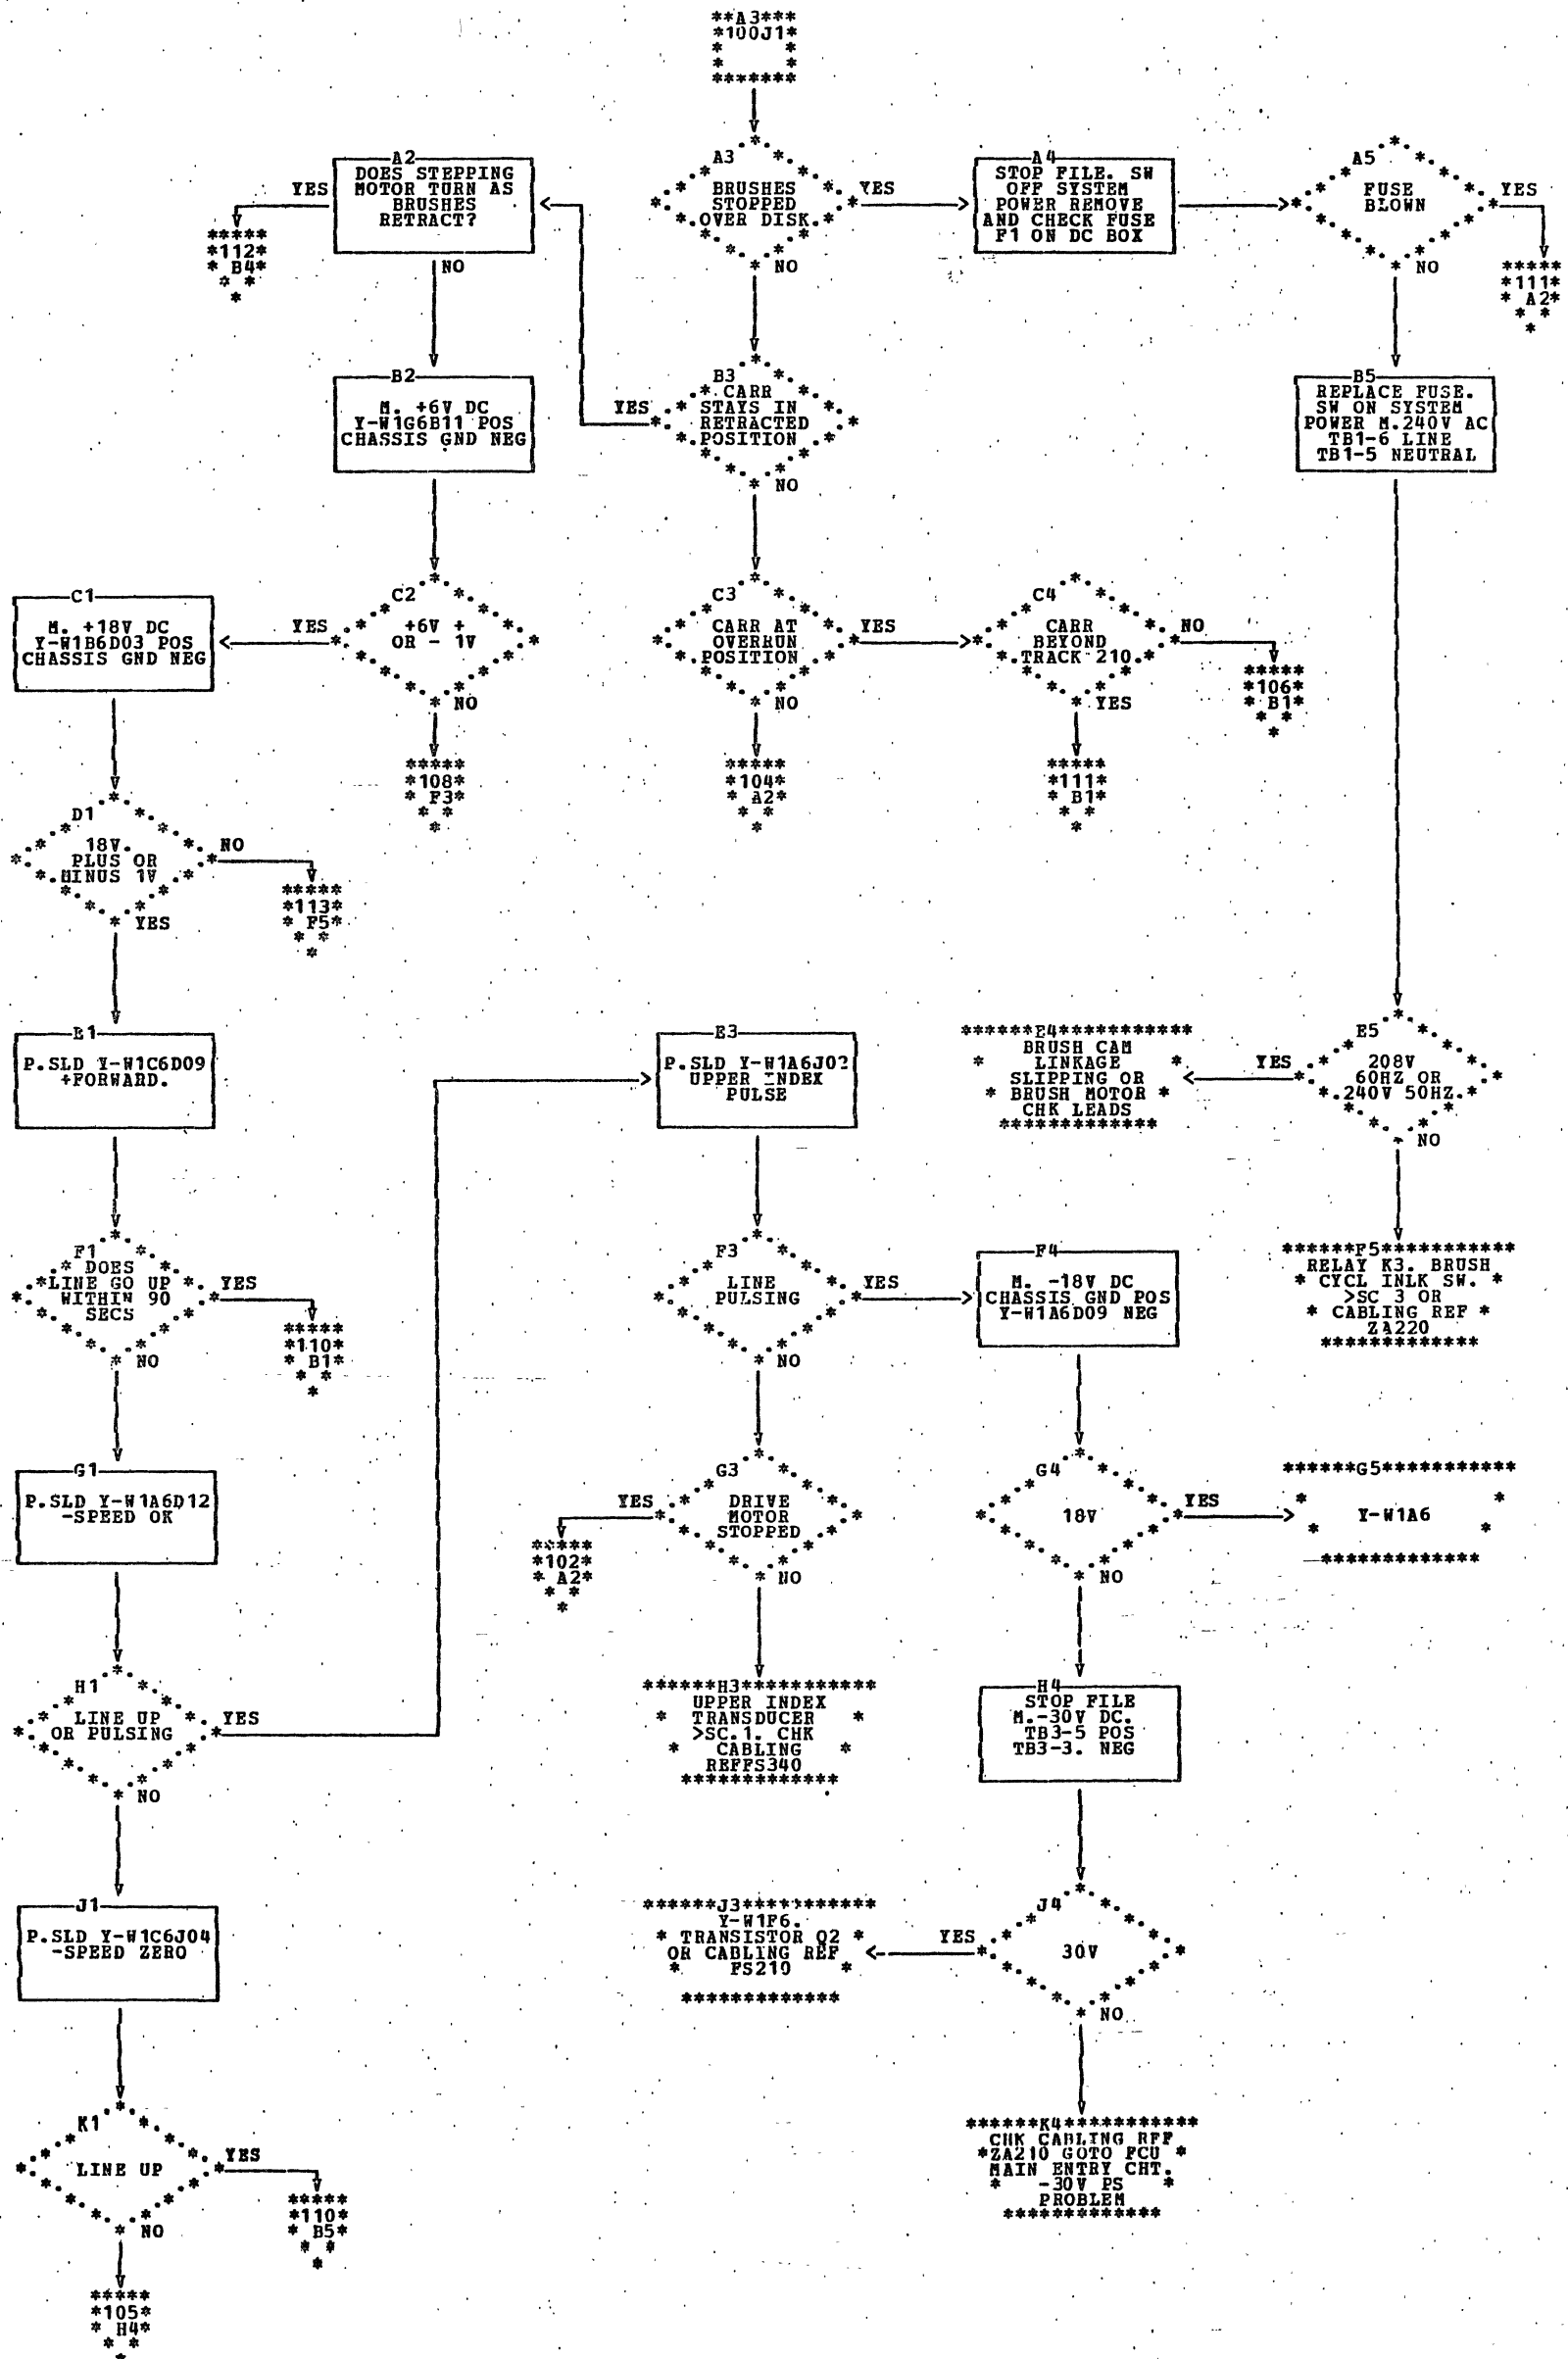 **A3***
*100J1*
* *
* *
*******
A2
DOES STEPPING
MOTOR TURN AS
BRUSHES
RETRACT?
YES
NO
*****
*112*
* B4*
* *
*
A3
BRUSHES
STOPPED
OVER DISK
YES
NO
A4
STOP FILE. SW
OFF SYSTEM
POWER REMOVE
AND CHECK FUSE
F1 ON DC BOX
A5
FUSE
BLOWN
YES
NO
*****
*111*
* A2*
* *
*
B2
M. +6V DC
Y-W1G6B11 POS
CHASSIS GND NEG
B3
CARR
STAYS IN
RETRACTED
POSITION
YES
NO
B5
REPLACE FUSE.
SW ON SYSTEM
POWER M.240V AC
TB1-6 LINE
TB1-5 NEUTRAL
C1
M. +18V DC
Y-W1B6D03 POS
CHASSIS GND NEG
C2
+6V +
OR - 1V
YES
NO
*****
*108*
* F3*
* *
*
C3
CARR AT
OVERRUN
POSITION
YES
NO
*****
*104*
* A2*
* *
*
C4
CARR
BEYOND
TRACK 210
NO
YES
*****
*106*
* B1*
* *
*
*****
*111*
* B1*
* *
*
D1
18V.
PLUS OR
MINUS 1V
NO
YES
*****
*113*
* F5*
* *
*
E1
P.SLD Y-W1C6D09
+FORWARD.
E3
P.SLD Y-W1A6J02
UPPER INDEX
PULSE
******E4***********
BRUSH CAM
* LINKAGE *
SLIPPING OR
* BRUSH MOTOR *
CHK LEADS
*************
E5
208V
60HZ OR
240V 50HZ.
YES
NO
F1
DOES
LINE GO UP
WITHIN 90
SECS
YES
NO
*****
*110*
* B1*
* *
*
F3
LINE
PULSING
YES
NO
F4
M. -18V DC
CHASSIS GND POS
Y-W1A6D09 NEG
******F5***********
RELAY K3. BRUSH
* CYCL INLK SW. *
>SC 3 OR
* CABLING REF *
ZA220
*************
G1
P.SLD Y-W1A6D12
-SPEED OK
G3
DRIVE
MOTOR
STOPPED
YES
NO
*****
*102*
* A2*
* *
*
G4
18V
YES
NO
******G5***********
* *
Y-W1A6
* *
*************
H1
LINE UP
OR PULSING
YES
NO
******H3***********
UPPER INDEX
* TRANSDUCER *
>SC.1. CHK
* CABLING *
REFFS340
*************
H4
STOP FILE
M.-30V DC.
TB3-5 POS
TB3-3. NEG
J1
P.SLD Y-W1C6J04
-SPEED ZERO
******J3***********
Y-W1F6.
* TRANSISTOR Q2 *
OR CABLING REF
* FS210 *
*************
J4
30V
YES
NO
K1
LINE UP
YES
NO
*****
*110*
* B5*
* *
*
******K4***********
CHK CABLING REF
*ZA210 GOTO FCU *
MAIN ENTRY CHT.
* -30V PS *
PROBLEM
*************
*****
*105*
* H4*
* *
*